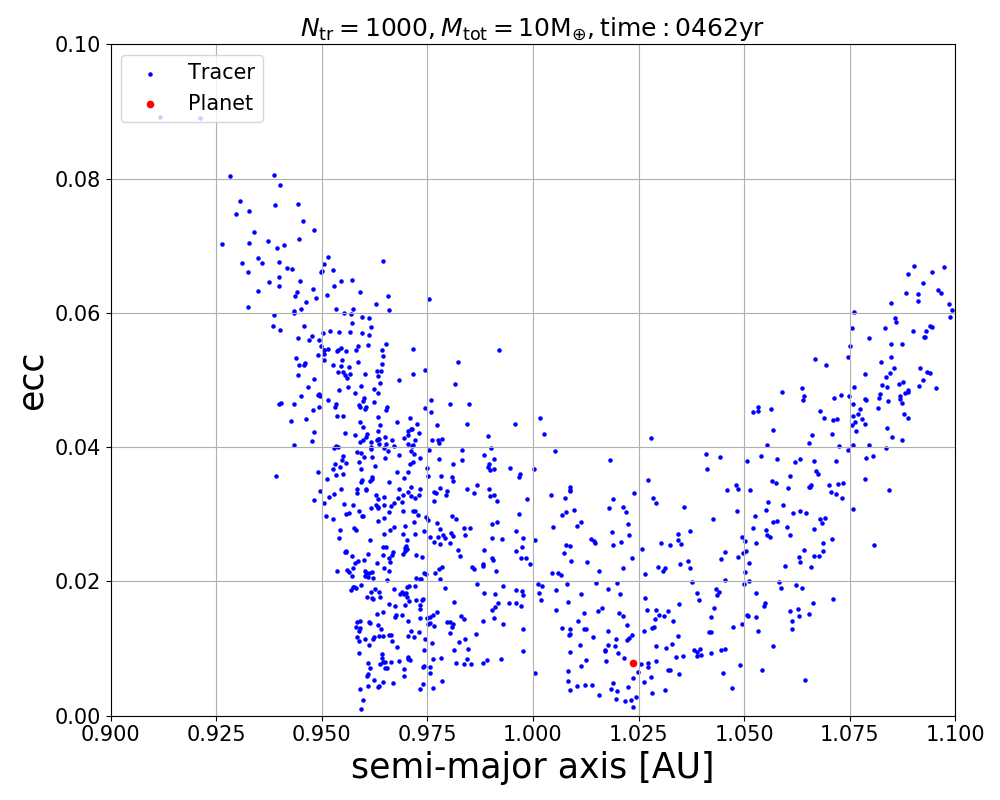 N_tr = 1000, M_tot = 10M_⊕, time : 0462yr
Tracer
Planet
0.10
0.08
0.06
0.04
0.02
0.00
ecc
0.900 0.925 0.950 0.975 1.000 1.025 1.050 1.075 1.100
semi-major axis [AU]